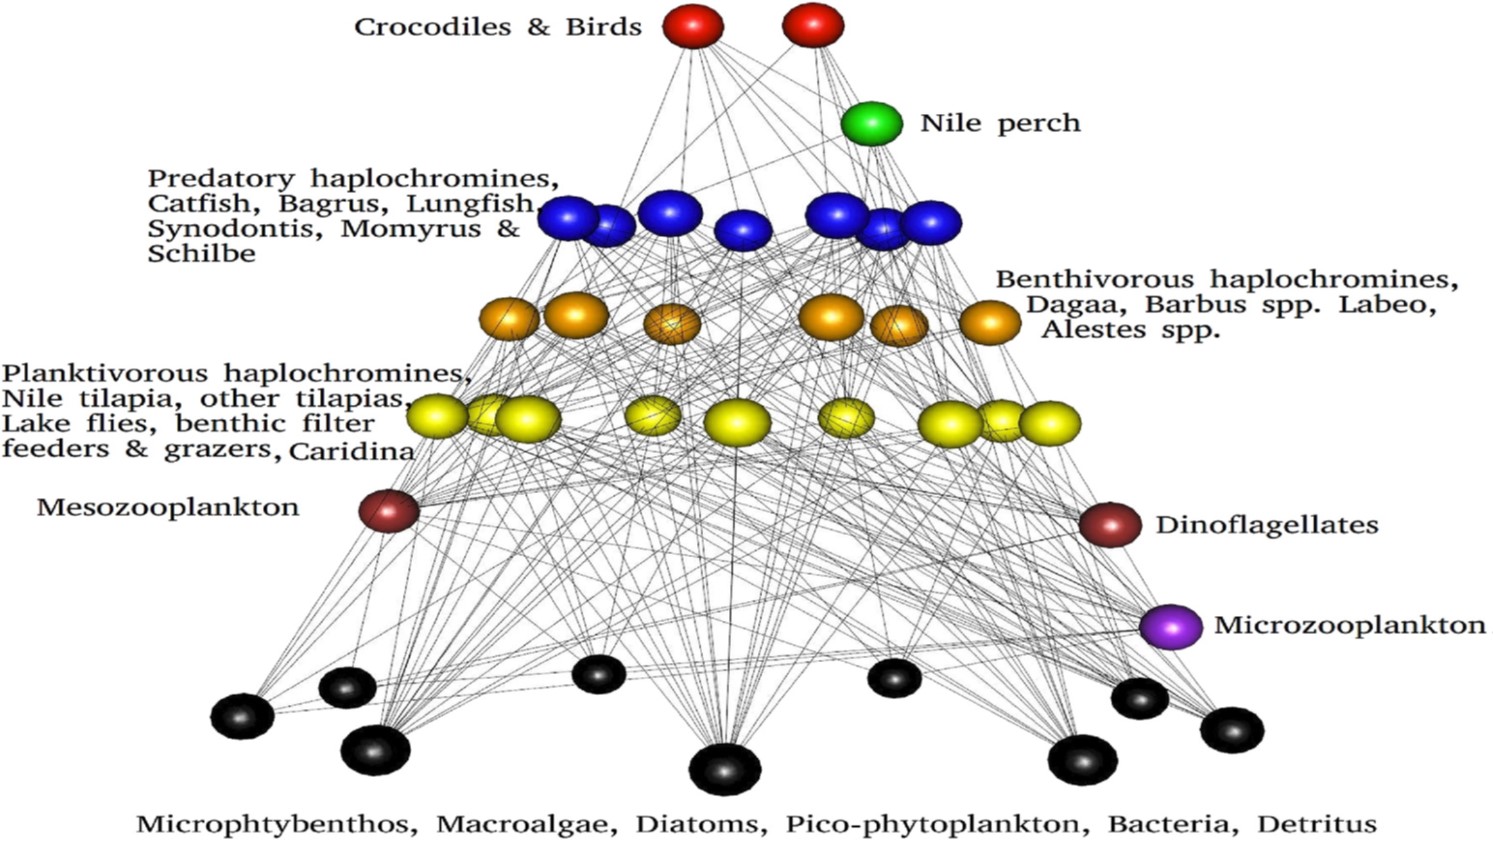 Crocodiles & Birds
Nile perch
Predatory haplochromines,
Catfish, Bagrus, Lungfish,
Synodontis, Momyrus &
Schilbe
Benthivorous haplochromines,
Dagaa, Barbus spp. Labeo,
Alestes spp.
Planktivorous haplochromines,
Nile tilapia, other tilapias,
Lake flies, benthic filter
feeders & grazers, Caridina
Mesozooplankton
Dinoflagellates
Microzooplankton
Microphtybenthos, Macroalgae, Diatoms, Pico-phytoplankton, Bacteria, Detritus